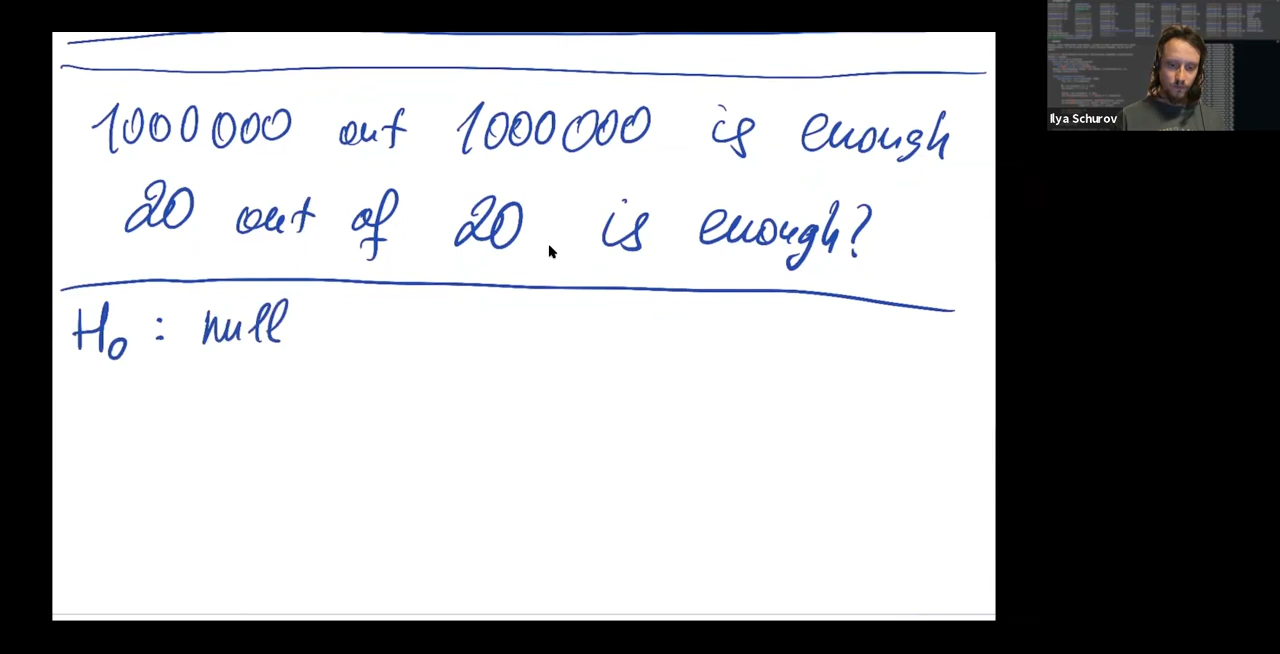 1000000 out 1000000 is enough
20 out of 20 is enough?
H₀ : null
Ilya Schurov